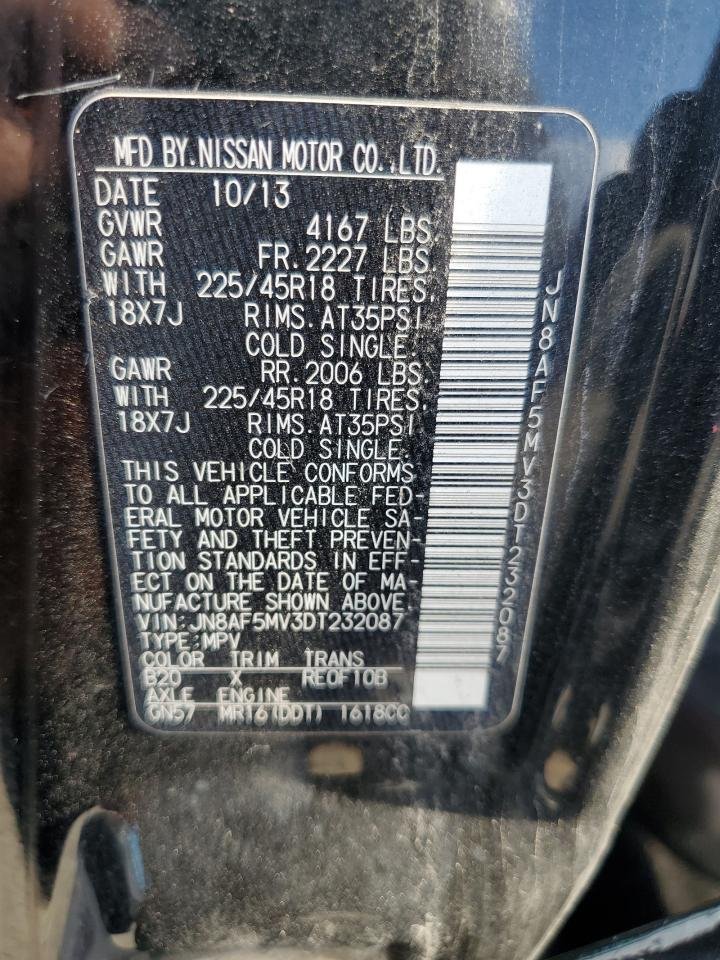 MFD BY.NISSAN MOTOR CO.,LTD.
DATE 10/13
GVWR 4167 LBS.
GAWR FR.2227 LBS.
WITH 225/45R18 TIRES,
18X7J RIMS.AT35PSI
COLD SINGLE.
GAWR RR.2006 LBS.
WITH 225/45R18 TIRES,
18X7J RIMS.AT35PSI
COLD SINGLE.
THIS VEHICLE CONFORMS
TO ALL APPLICABLE FED-
ERAL MOTOR VEHICLE SA-
FETY AND THEFT PREVEN-
TION STANDARDS IN EFF-
ECT ON THE DATE OF MA-
NUFACTURE SHOWN ABOVE.
VIN:JN8AF5MV3DT232087
TYPE:MPV
COLOR TRIM TRANS
B20 X RE0F10B
AXLE ENGINE
GN57 MR16(DDT) 1618CC
JN8AF5MV3DT232087